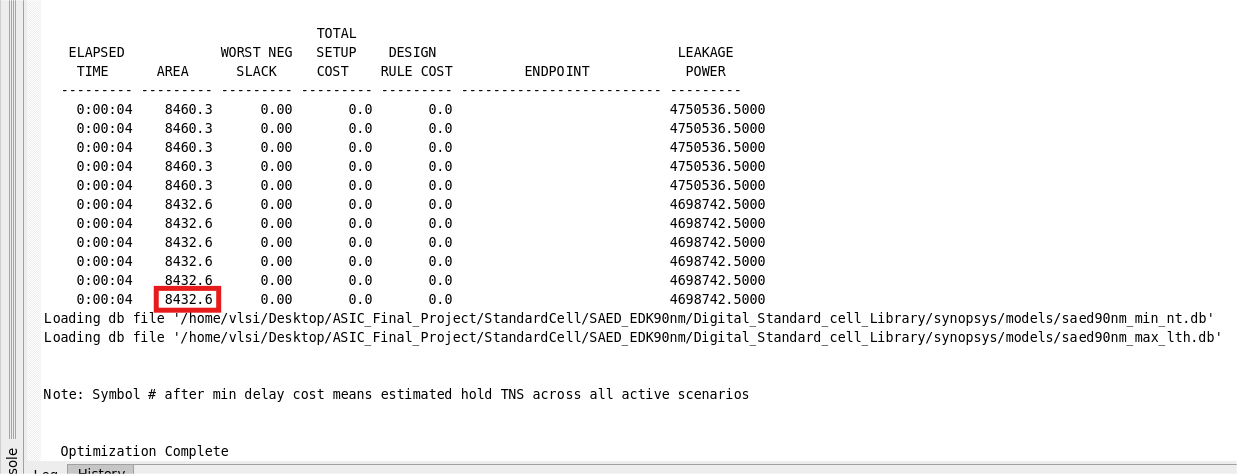 TOTAL
ELAPSED WORST NEG SETUP DESIGN LEAKAGE
TIME AREA SLACK COST RULE COST ENDPOINT POWER
--------- --------- --------- --------- --------- ------------------------- ---------
0:00:04 8460.3 0.00 0.0 0.0 4750536.5000
0:00:04 8460.3 0.00 0.0 0.0 4750536.5000
0:00:04 8460.3 0.00 0.0 0.0 4750536.5000
0:00:04 8460.3 0.00 0.0 0.0 4750536.5000
0:00:04 8460.3 0.00 0.0 0.0 4750536.5000
0:00:04 8432.6 0.00 0.0 0.0 4698742.5000
0:00:04 8432.6 0.00 0.0 0.0 4698742.5000
0:00:04 8432.6 0.00 0.0 0.0 4698742.5000
0:00:04 8432.6 0.00 0.0 0.0 4698742.5000
0:00:04 8432.6 0.00 0.0 0.0 4698742.5000
0:00:04 8432.6 0.00 0.0 0.0 4698742.5000
Loading db file '/home/vlsi/Desktop/ASIC_Final_Project/StandardCell/SAED_EDK90nm/Digital_Standard_cell_Library/synopsys/models/saed90nm_min_nt.db'
Loading db file '/home/vlsi/Desktop/ASIC_Final_Project/StandardCell/SAED_EDK90nm/Digital_Standard_cell_Library/synopsys/models/saed90nm_max_lth.db'
Note: Symbol # after min delay cost means estimated hold TNS across all active scenarios
Optimization Complete
sole
Log History